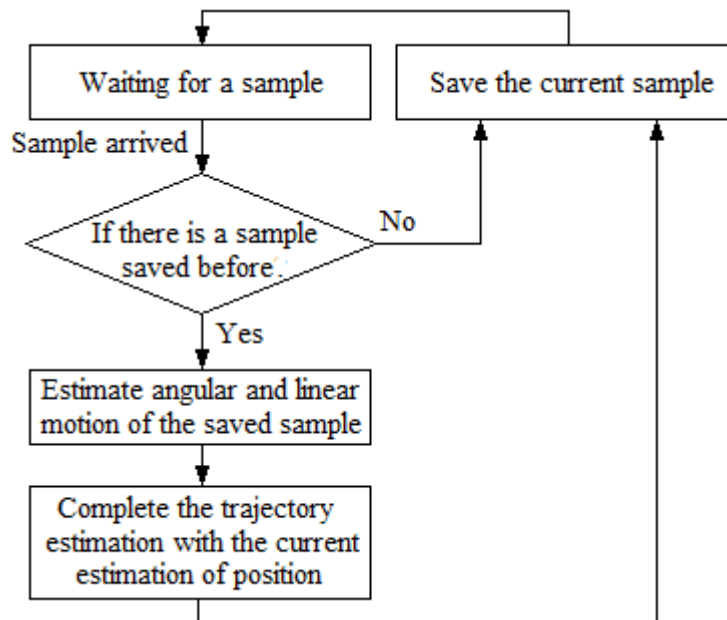 Waiting for a sample
Save the current sample
Sample arrived
If there is a sample
saved before
No
Yes
Estimate angular and linear
motion of the saved sample
Complete the trajectory
estimation with the current
estimation of position